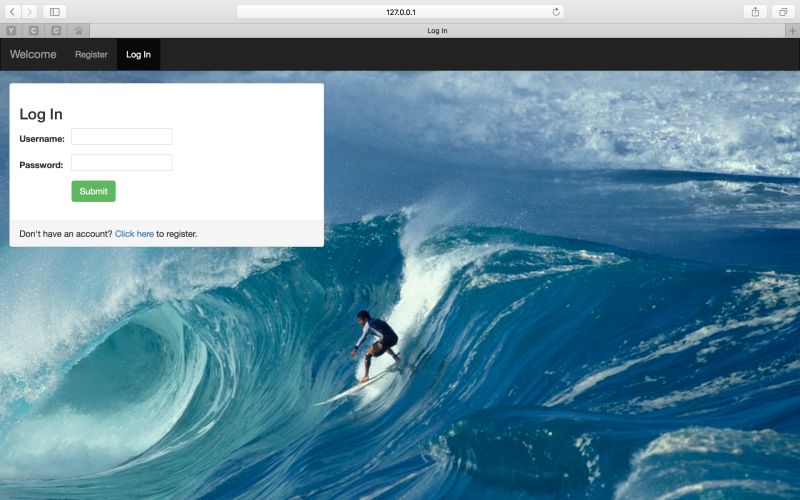 127.0.0.1
Y C C
Log In
Welcome Register Log In
Log In
Username:
Password:
Submit
Don't have an account? Click here to register.